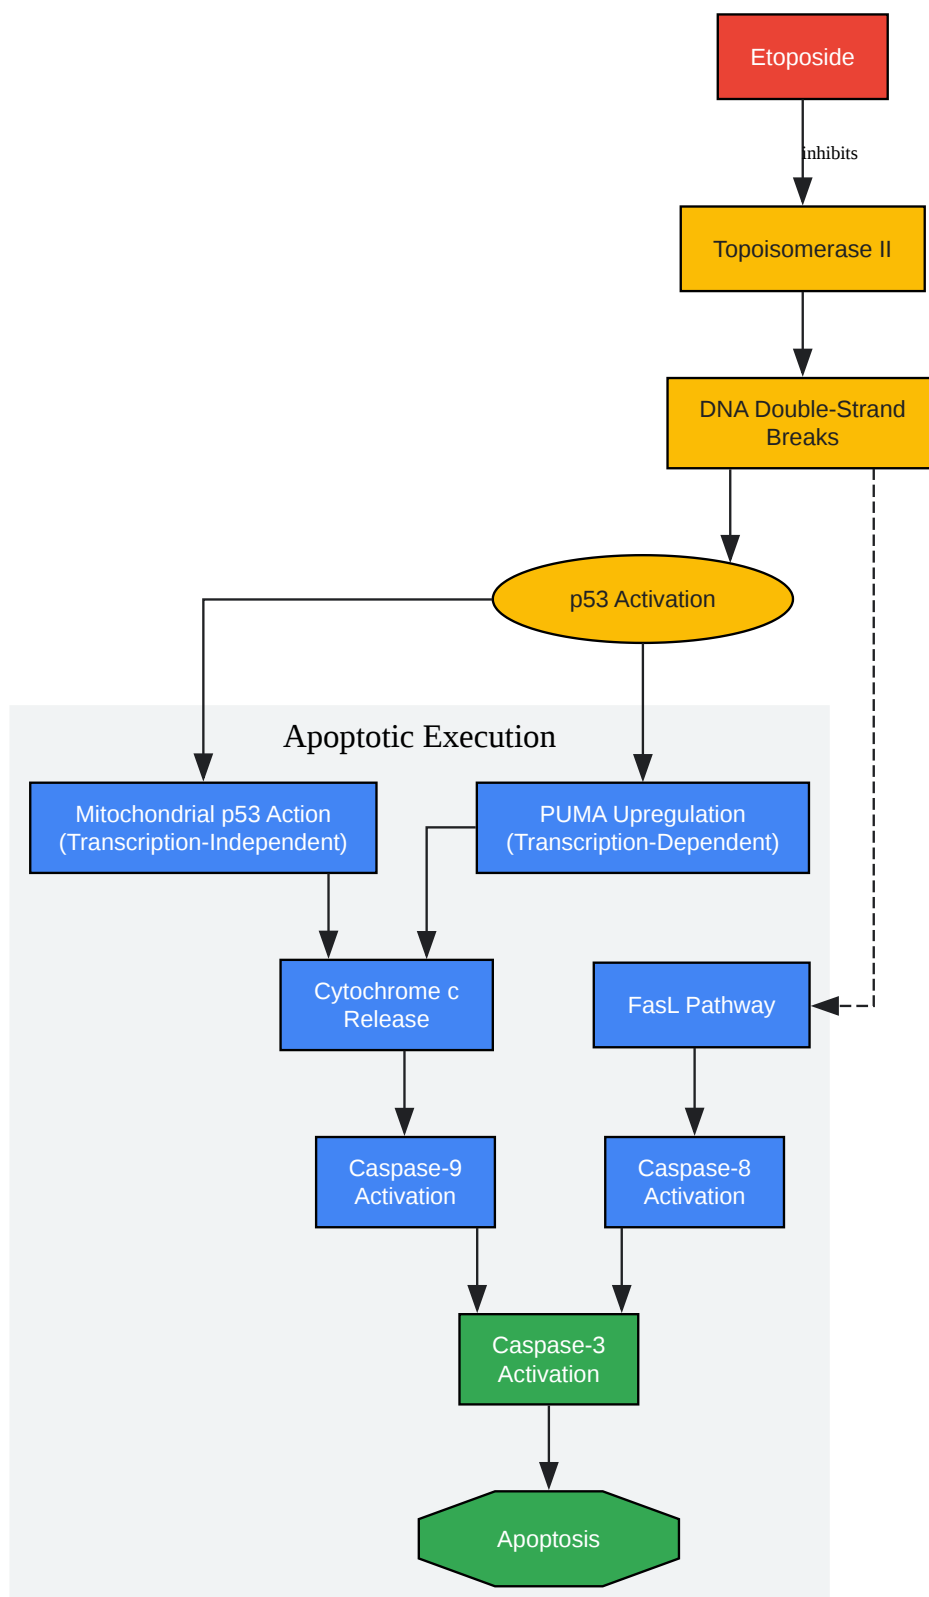 Etoposide
inhibits
Topoisomerase II
DNA Double-Strand
Breaks
p53 Activation
Apoptotic Execution
Mitochondrial p53 Action
(Transcription-Independent)
PUMA Upregulation
(Transcription-Dependent)
Cytochrome c
Release
FasL Pathway
Caspase-9
Activation
Caspase-8
Activation
Caspase-3
Activation
Apoptosis